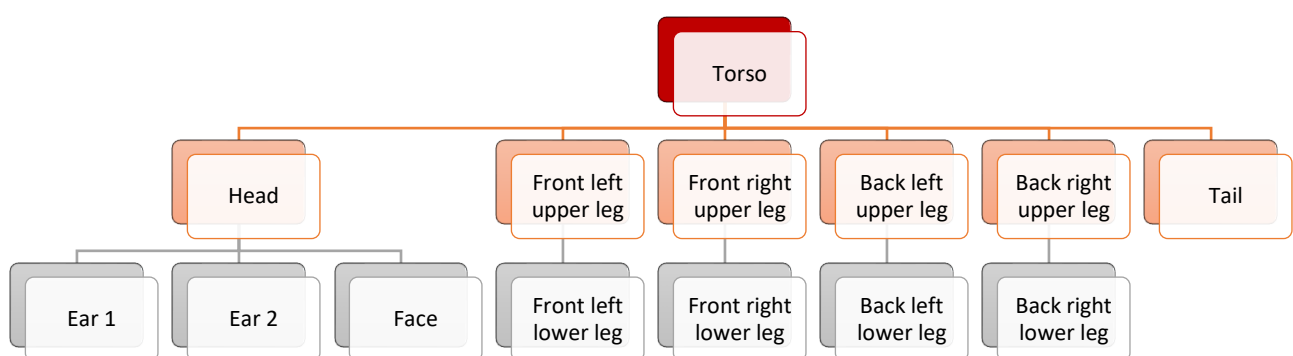 Torso
Head
Front left
upper leg
Front right
upper leg
Back left
upper leg
Back right
upper leg
Tail
Ear 1
Ear 2
Face
Front left
lower leg
Front right
lower leg
Back left
lower leg
Back right
lower leg